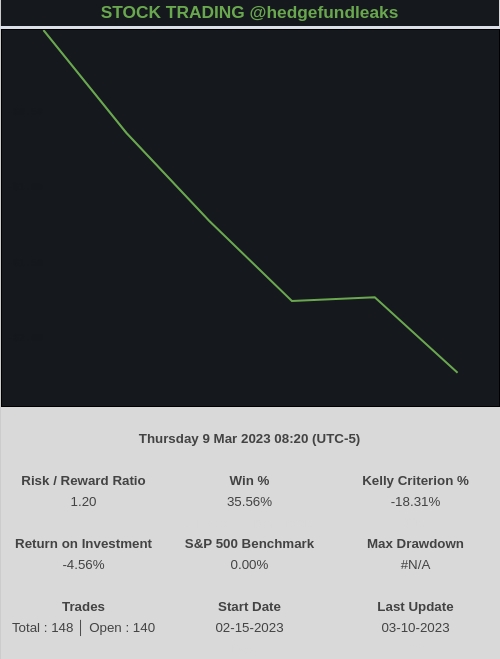 STOCK TRADING @hedgefundleaks
Thursday 9 Mar 2023 08:20 (UTC-5)
Risk / Reward Ratio Win % Kelly Criterion %
1.20 35.56% -18.31%
Return on Investment S&P 500 Benchmark Max Drawdown
-4.56% 0.00% #N/A
Trades Start Date Last Update
Total : 148 │ Open : 140 02-15-2023 03-10-2023